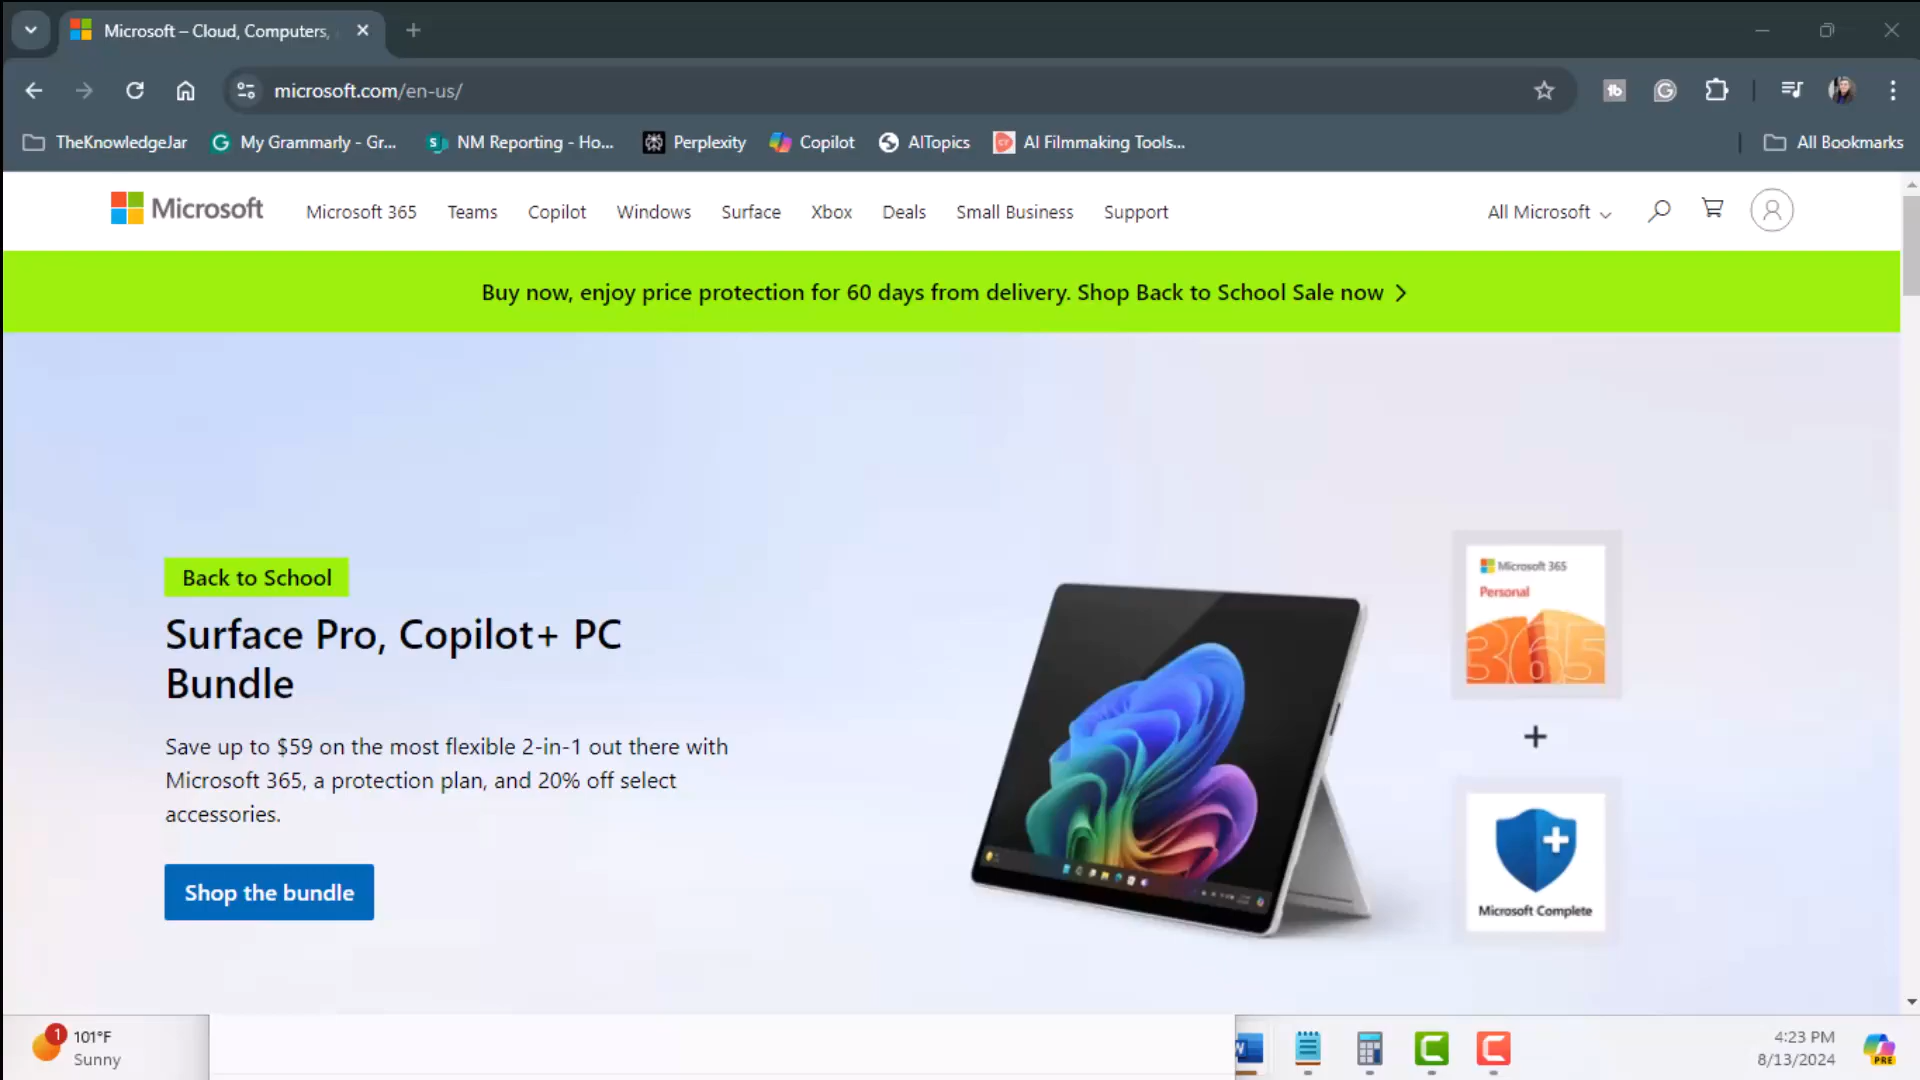 Microsoft – Cloud, Computers,
microsoft.com/en-us/
TheKnowledgeJar
My Grammarly - Gr...
NM Reporting - Ho...
Perplexity
Copilot
AITopics
AI Filmmaking Tools...
All Bookmarks
Microsoft
Microsoft 365
Teams
Copilot
Windows
Surface
Xbox
Deals
Small Business
Support
All Microsoft
Buy now, enjoy price protection for 60 days from delivery. Shop Back to School Sale now
Back to School
Surface Pro, Copilot+ PC
Bundle
Save up to $59 on the most flexible 2-in-1 out there with
Microsoft 365, a protection plan, and 20% off select
accessories.
Shop the bundle
Microsoft 365
Personal
365
+
Microsoft Complete
1
101°F
Sunny
4:23 PM
8/13/2024
PRE